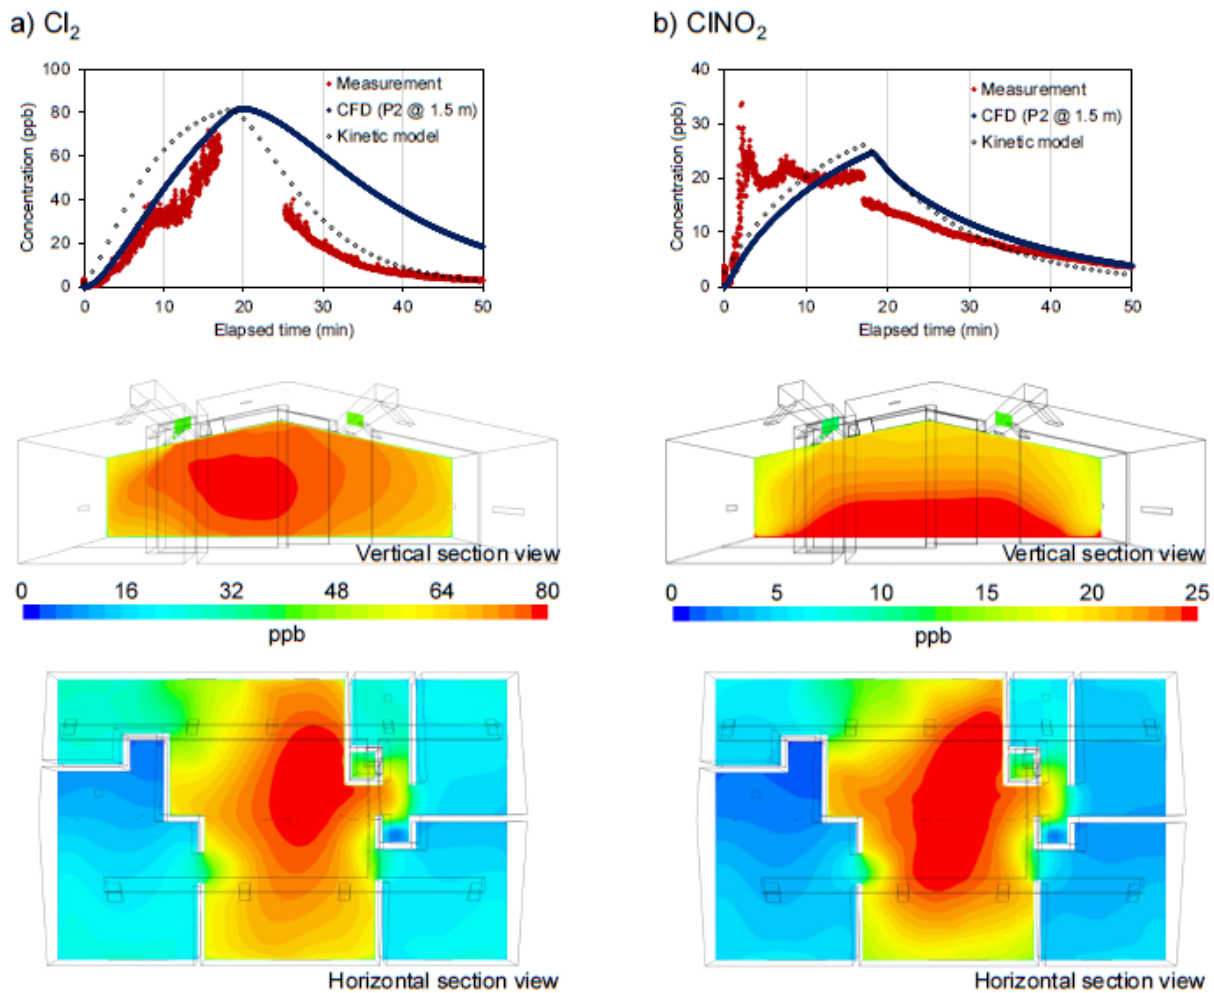 a) Cl₂
b) ClNO₂
100
80
60
40
20
0
Concentration (ppb)
Measurement
CFD (P2 @ 1.5 m)
Kinetic model
0 10 20 30 40 50
Elapsed time (min)
40
30
20
10
0
Concentration (ppb)
Measurement
CFD (P2 @ 1.5 m)
Kinetic model
0 10 20 30 40 50
Elapsed time (min)
Vertical section view
Vertical section view
0 16 32 48 64 80
ppb
0 5 10 15 20 25
ppb
Horizontal section view
Horizontal section view